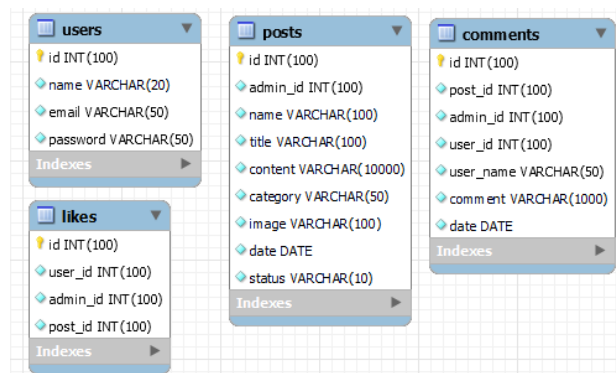 users
id INT(100)
name VARCHAR(20)
email VARCHAR(50)
password VARCHAR(50)
Indexes
likes
id INT(100)
user_id INT(100)
admin_id INT(100)
post_id INT(100)
Indexes
posts
id INT(100)
admin_id INT(100)
name VARCHAR(100)
title VARCHAR(100)
content VARCHAR(10000)
category VARCHAR(50)
image VARCHAR(100)
date DATE
status VARCHAR(10)
Indexes
comments
id INT(100)
post_id INT(100)
admin_id INT(100)
user_id INT(100)
user_name VARCHAR(50)
comment VARCHAR(1000)
date DATE
Indexes